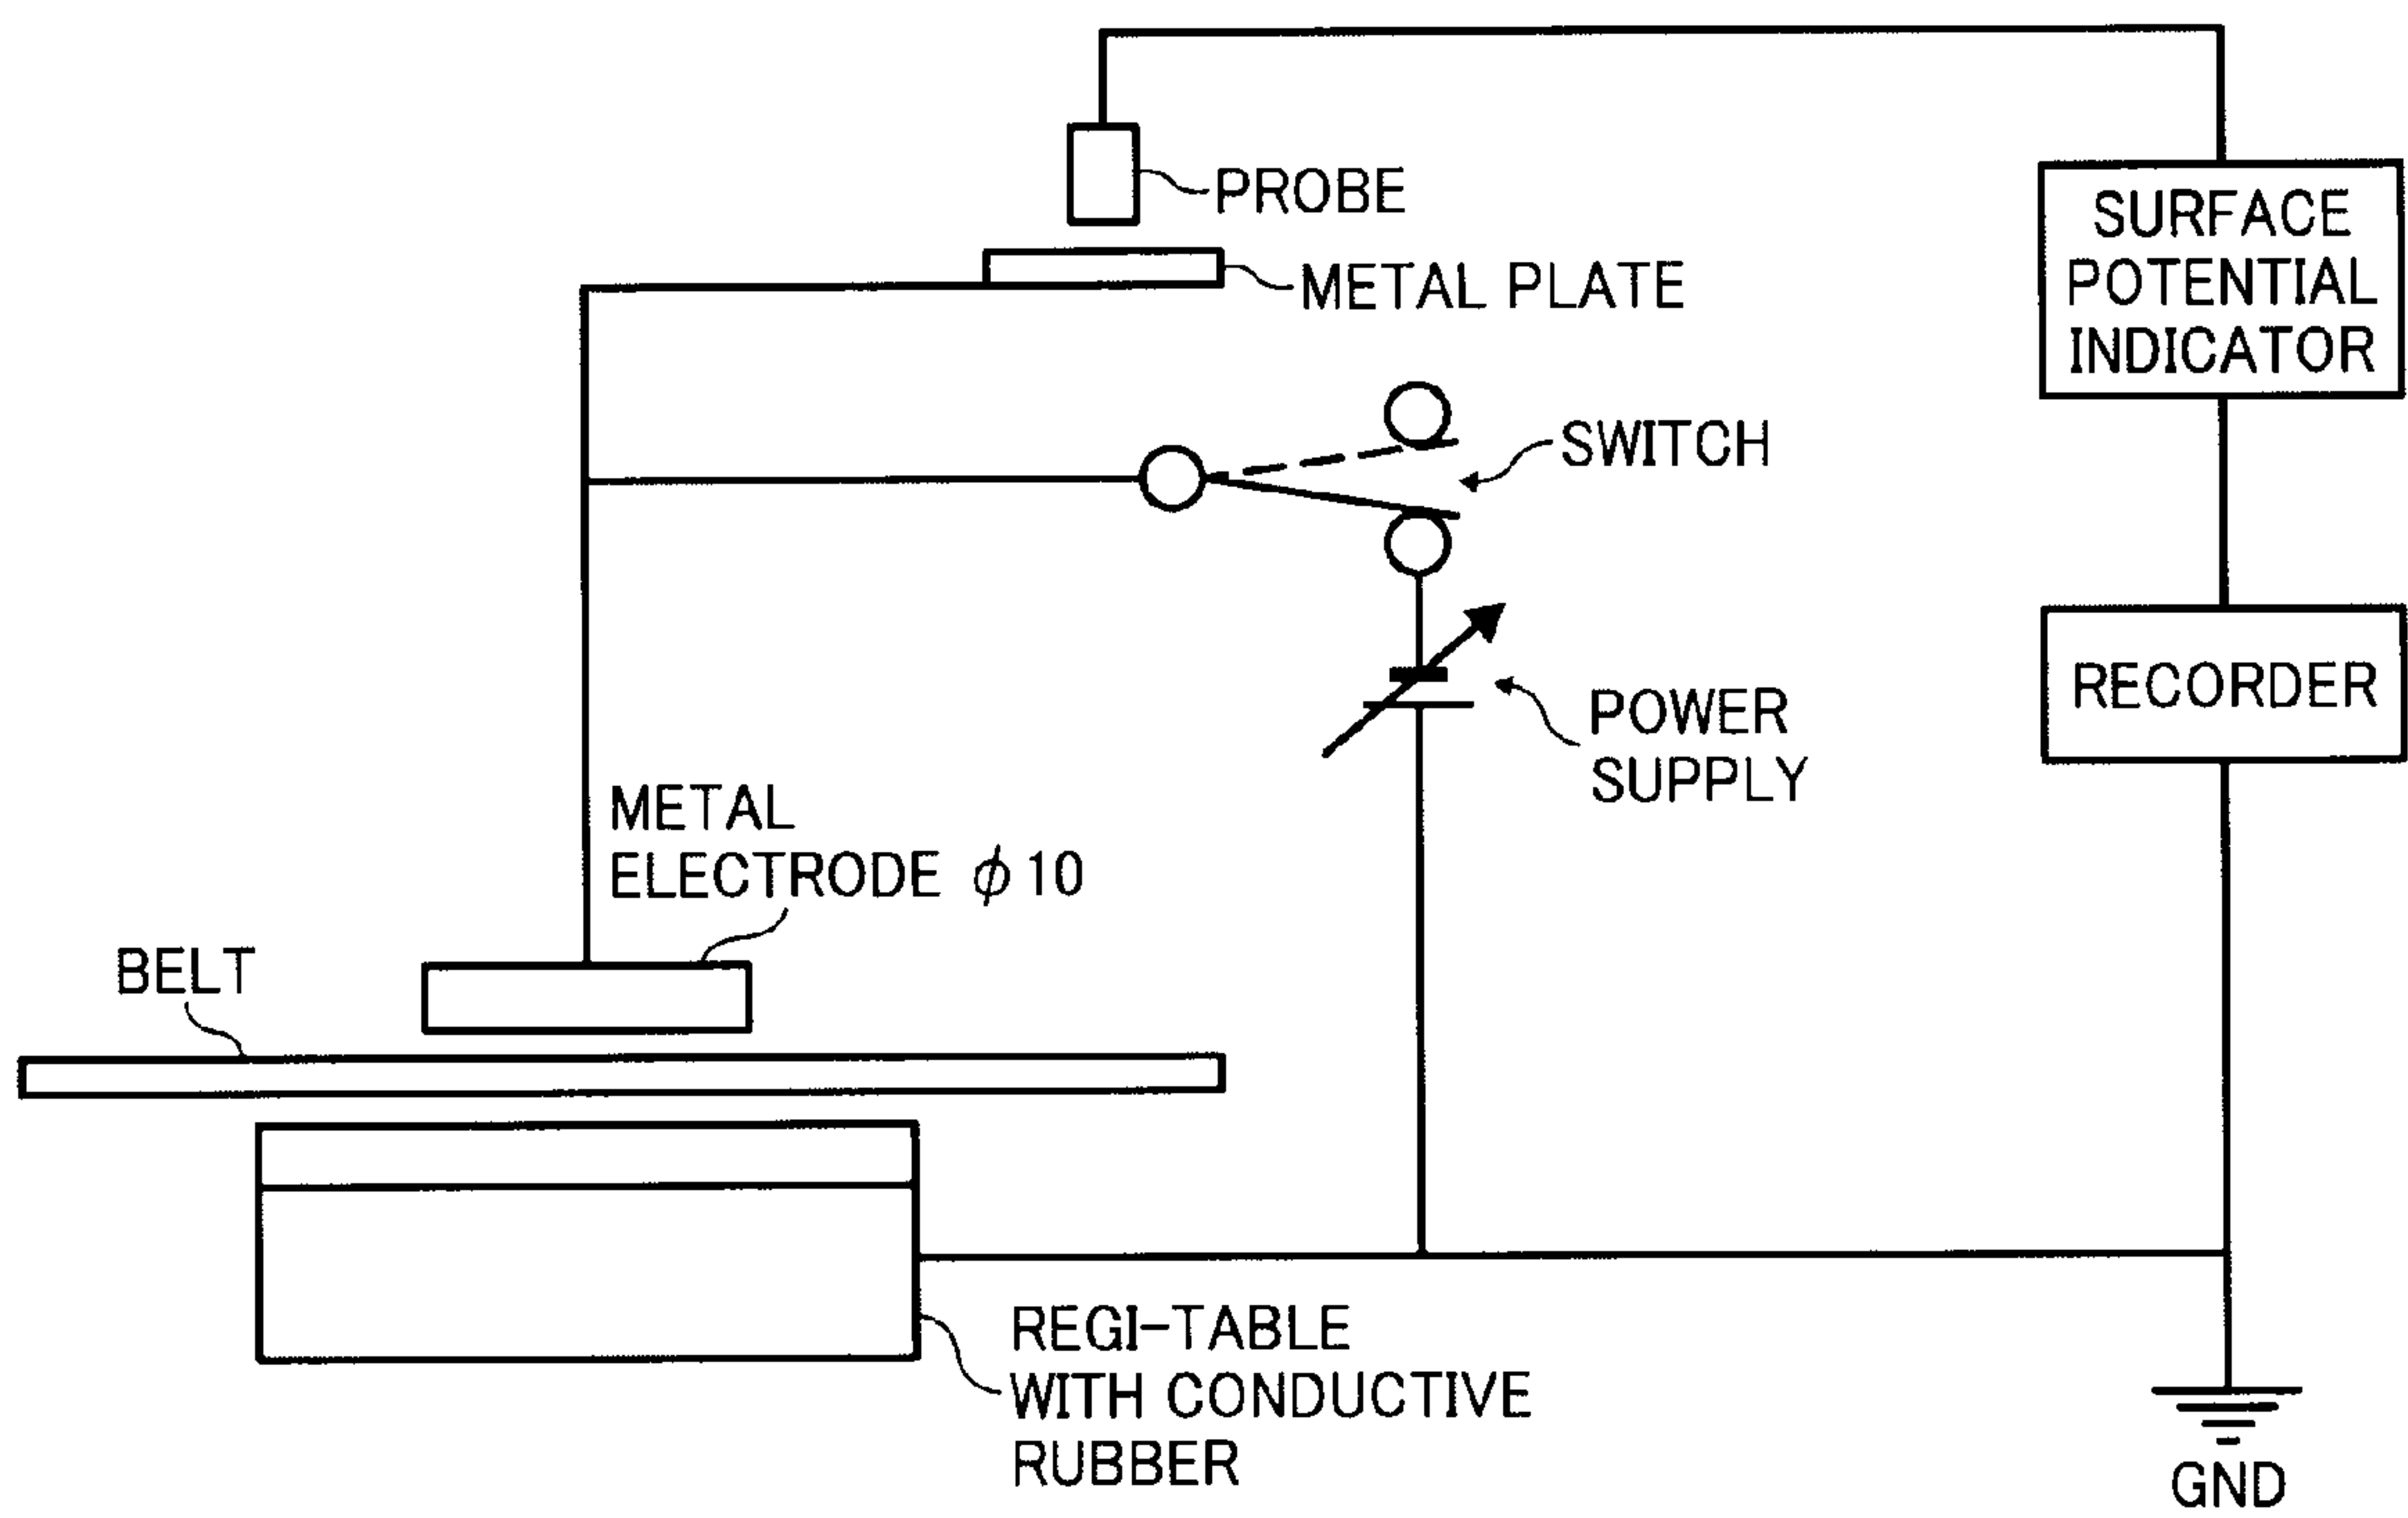 PROBE
METAL PLATE
SURFACE
POTENTIAL
INDICATOR
SWITCH
RECORDER
POWER
SUPPLY
METAL
ELECTRODE ϕ10
BELT
REGI-TABLE
WITH CONDUCTIVE
RUBBER
GND